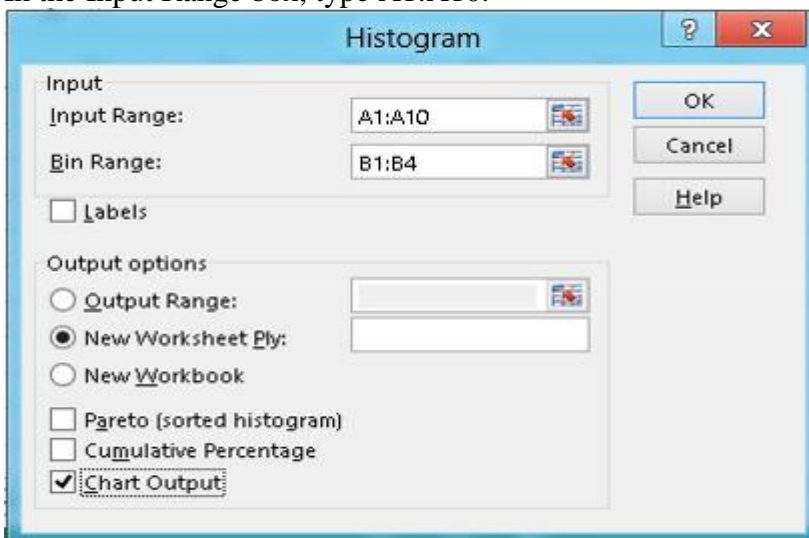 In the Input Range box, type A1:A10.
Histogram
?
X
Input
Input Range:
A1:A10
OK
Bin Range:
B1:B4
Cancel
Labels
Help
Output options
Output Range:
New Worksheet Ply:
New Workbook
Pareto (sorted histogram)
Cumulative Percentage
Chart Output